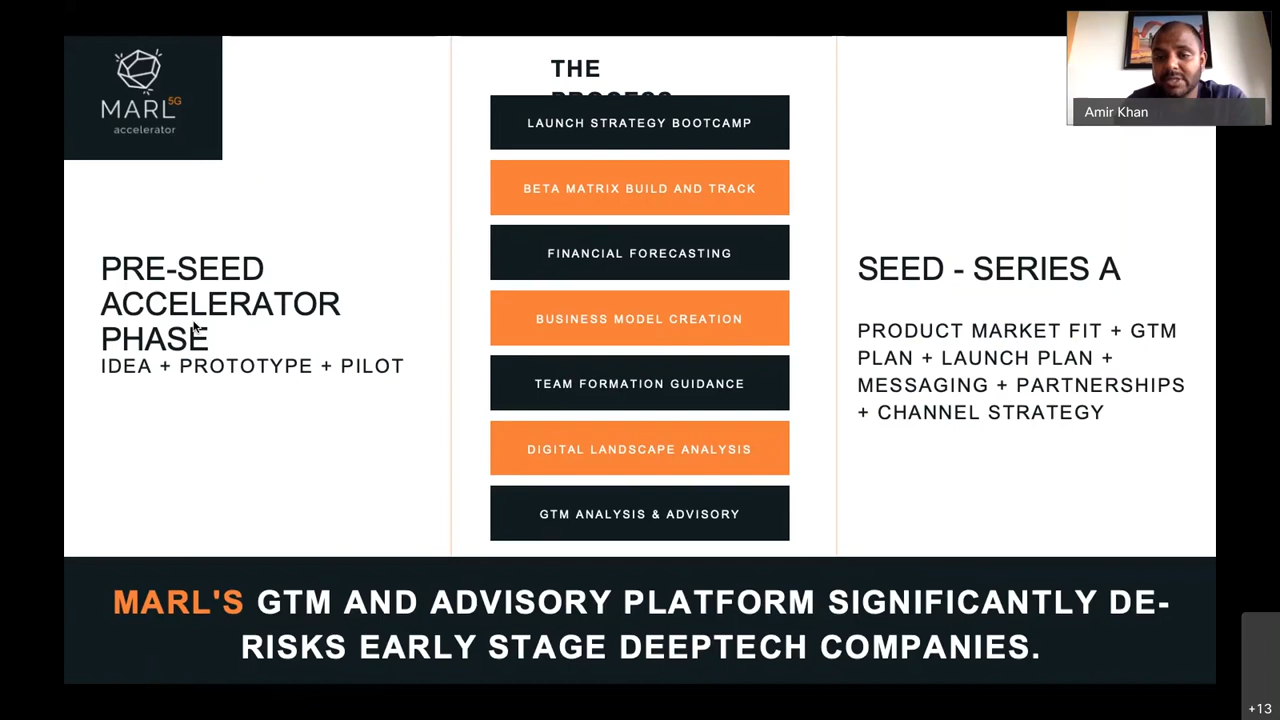 MARL 5G
accelerator
PRE-SEED
ACCELERATOR
PHASE
IDEA + PROTOTYPE + PILOT
THE
PROCESS
LAUNCH STRATEGY BOOTCAMP
BETA MATRIX BUILD AND TRACK
FINANCIAL FORECASTING
BUSINESS MODEL CREATION
TEAM FORMATION GUIDANCE
DIGITAL LANDSCAPE ANALYSIS
GTM ANALYSIS & ADVISORY
SEED - SERIES A
PRODUCT MARKET FIT + GTM
PLAN + LAUNCH PLAN +
MESSAGING + PARTNERSHIPS
+ CHANNEL STRATEGY
MARL'S GTM AND ADVISORY PLATFORM SIGNIFICANTLY DE-
RISKS EARLY STAGE DEEPTECH COMPANIES.
Amir Khan
+13